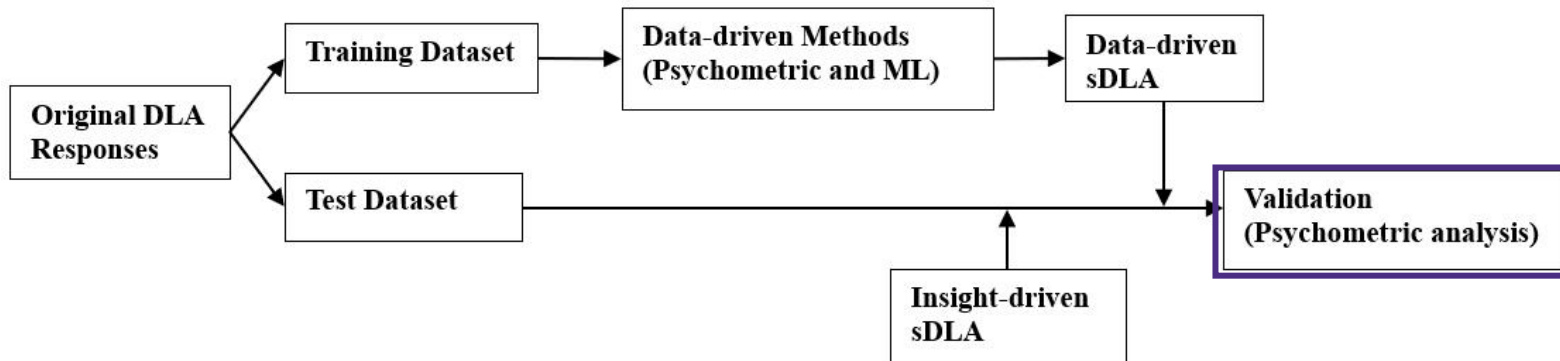 Original DLA
Responses
Training Dataset
Test Dataset
Data-driven Methods
(Psychometric and ML)
Data-driven
sDLA
Insight-driven
sDLA
Validation
(Psychometric analysis)